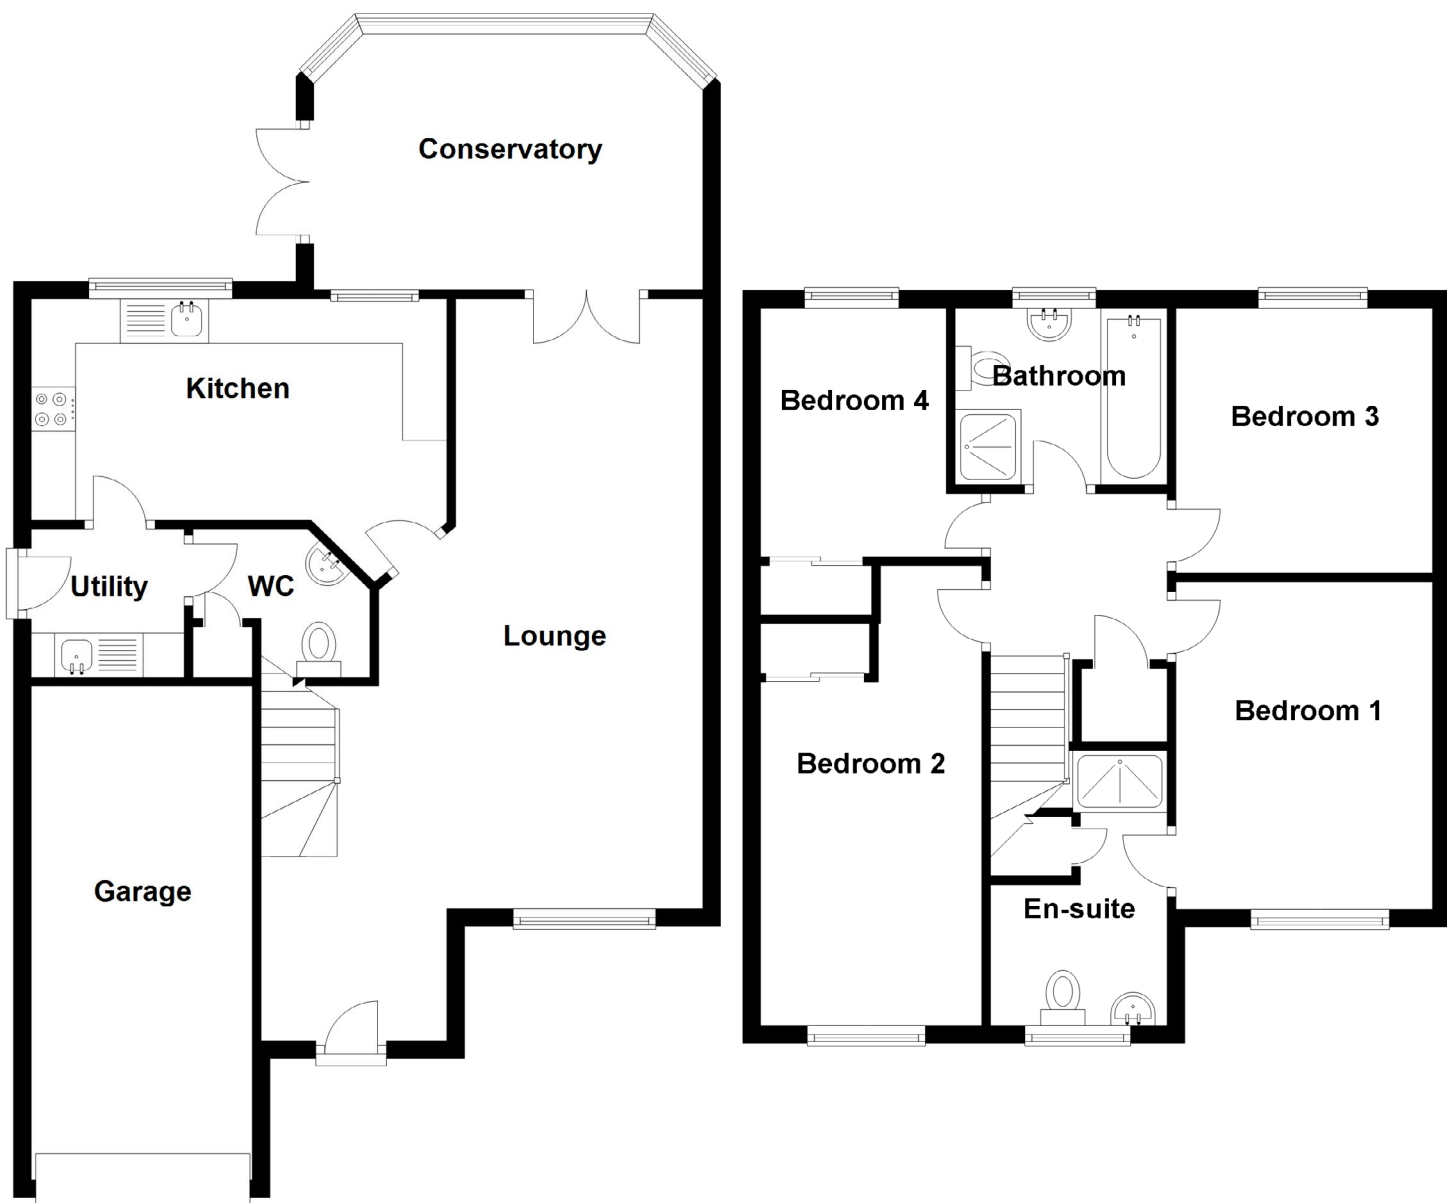 Conservatory
Kitchen
Utility
WC
Lounge
Garage
Bedroom 4
Bathroom
Bedroom 3
Bedroom 2
Bedroom 1
En-suite